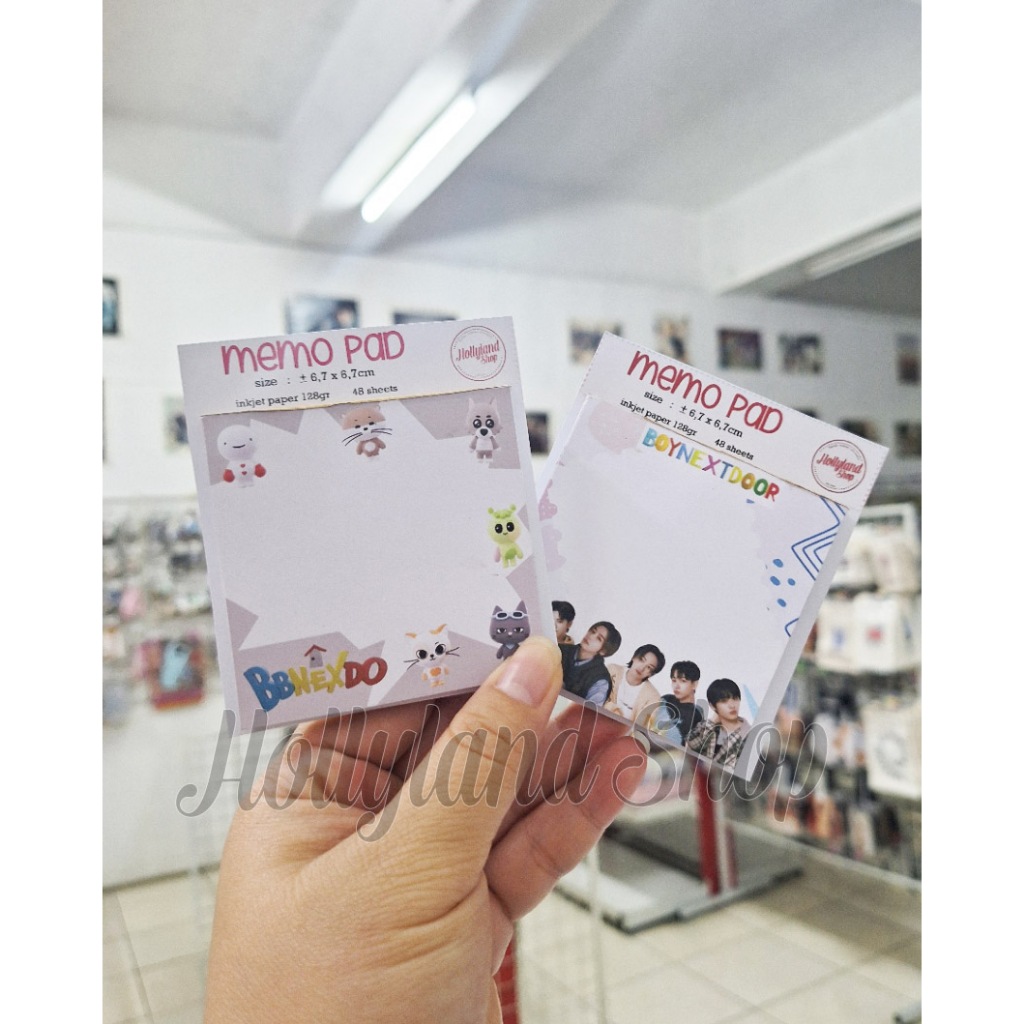 memo PAD
size : ± 6,7 x 6,7cm
inkjet paper 128gr 48 sheets
Hollyland
Shop
BBNEXDO
memo PAD
size : ± 6,7 x 6,7cm
inkjet paper 128gr 48 sheets
Hollyland
Shop
BOYNEXTDOOR
Hollyland Shop